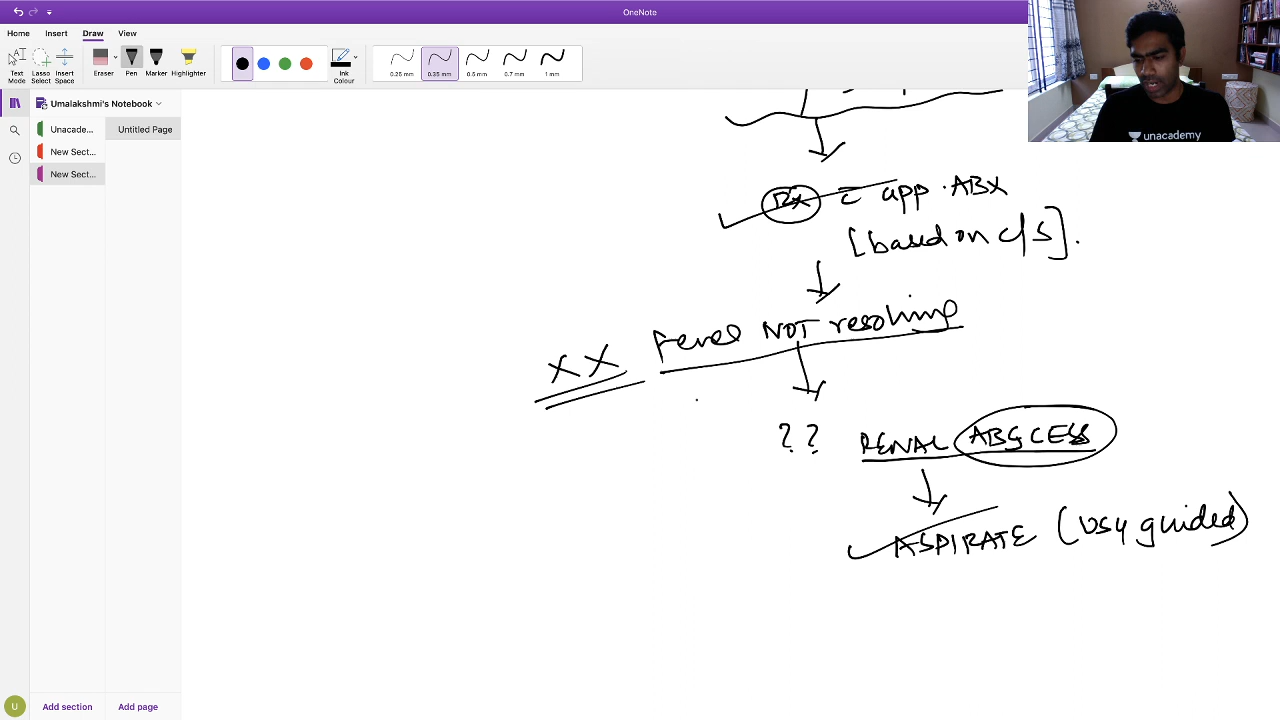 OneNote
Home Insert Draw View
Text Mode
Lasso Select
Insert Space
Eraser
Pen
Marker
Highlighter
Ink Colour
0.25 mm
0.35 mm
0.5 mm
0.7 mm
1 mm
unacademy
Umalakshmi's Notebook
Unacade...
Untitled Page
New Sect...
New Sect...
Rx c̄ app. ABX
[based on c/s].
Fever NOT resolving
XX
?? RENAL ABSCESS
ASPIRATE (USG guided)
U
Add section
Add page